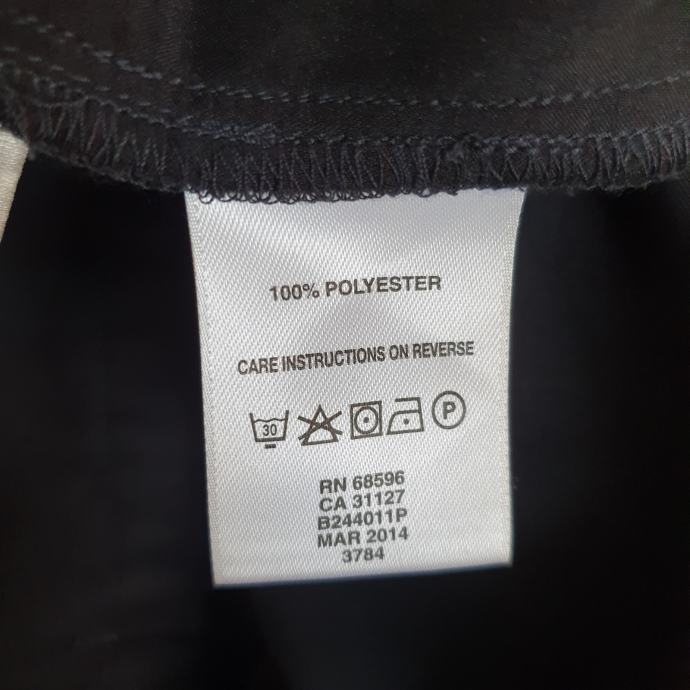 100% POLYESTER
CARE INSTRUCTIONS ON REVERSE
30 P
RN 68596
CA 31127
B244011P
MAR 2014
3784